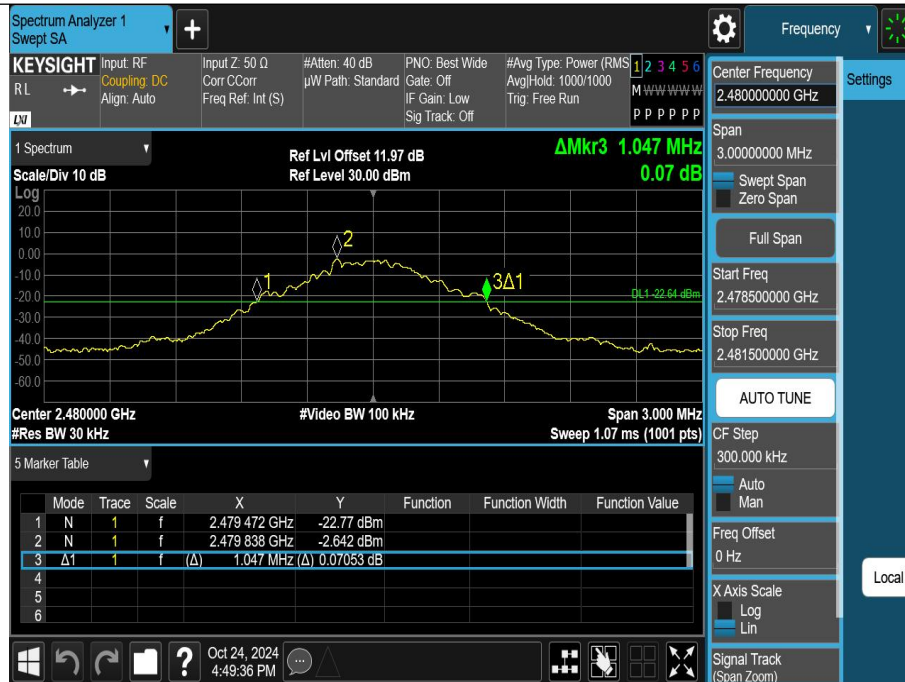 Spectrum Analyzer 1
Swept SA
+
Frequency
KEYSIGHT
RL
LXI
Input: RF
Coupling: DC
Align: Auto
Input Z: 50 Ω
Corr CCorr
Freq Ref: Int (S)
#Atten: 40 dB
µW Path: Standard
PNO: Best Wide
Gate: Off
IF Gain: Low
Sig Track: Off
#Avg Type: Power (RMS
Avg|Hold: 1000/1000
Trig: Free Run
1 2 3 4 5 6
M W W W W W
P P P P P P
1 Spectrum
Scale/Div 10 dB
Ref Lvl Offset 11.97 dB
Ref Level 30.00 dBm
ΔMkr3 1.047 MHz
0.07 dB
Log
20.0
10.0
0.00
-10.0
-20.0
-30.0
-40.0
-50.0
-60.0
1
2
3Δ1
DL1 -22.64 dBm
Center 2.480000 GHz
#Res BW 30 kHz
#Video BW 100 kHz
Span 3.000 MHz
Sweep 1.07 ms (1001 pts)
5 Marker Table
Mode Trace Scale X Y Function Function Width Function Value
1 N 1 f 2.479 472 GHz -22.77 dBm
2 N 1 f 2.479 838 GHz -2.642 dBm
3 Δ1 1 f (Δ) 1.047 MHz (Δ) 0.07053 dB
4
5
6
?
Oct 24, 2024
4:49:36 PM
Center Frequency
2.480000000 GHz
Span
3.00000000 MHz
Swept Span
Zero Span
Full Span
Start Freq
2.478500000 GHz
Stop Freq
2.481500000 GHz
AUTO TUNE
CF Step
300.000 kHz
Auto
Man
Freq Offset
0 Hz
X Axis Scale
Log
Lin
Signal Track
(Span Zoom)
Settings
Local